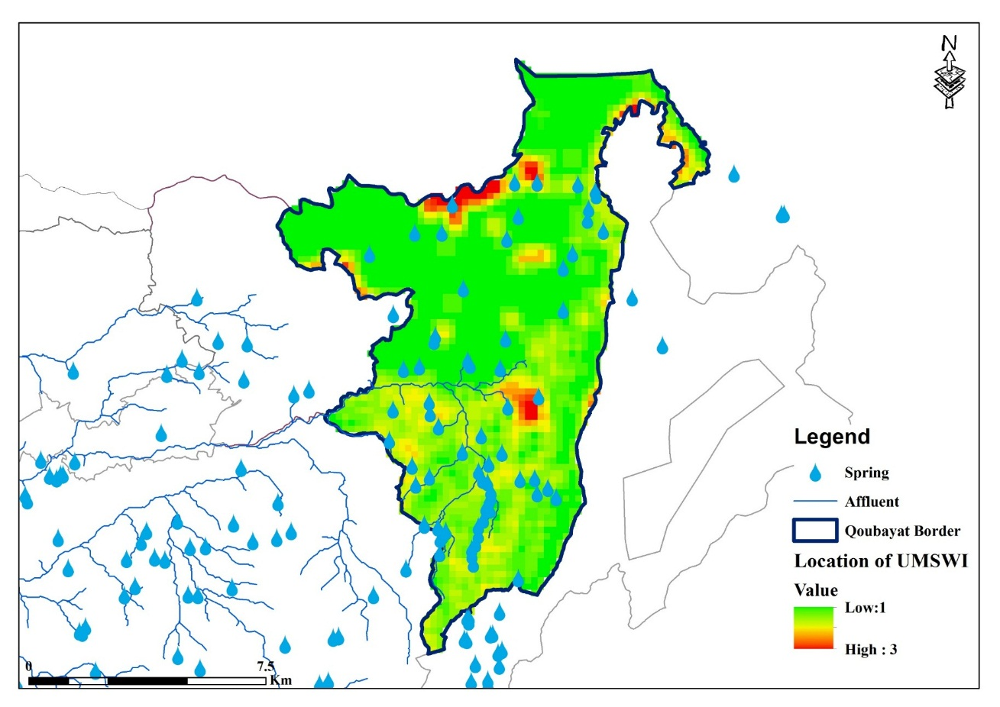 N
Legend
Spring
Affluent
Qoubayat Border
Location of UMSWI
Value
Low:1
High : 3
0 7.5
Km